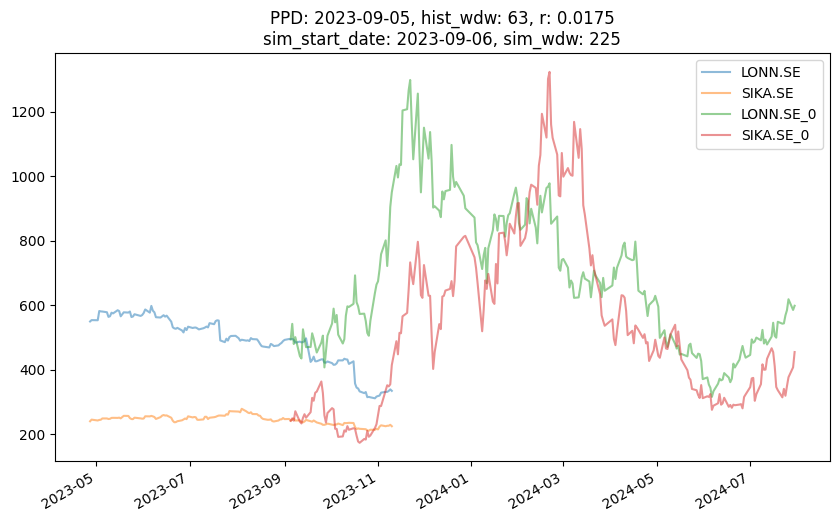 PPD: 2023-09-05, hist_wdw: 63, r: 0.0175
sim_start_date: 2023-09-06, sim_wdw: 225
LONN.SE
SIKA.SE
LONN.SE_0
SIKA.SE_0
1200
1000
800
600
400
200
2023-05
2023-07
2023-09
2023-11
2024-01
2024-03
2024-05
2024-07